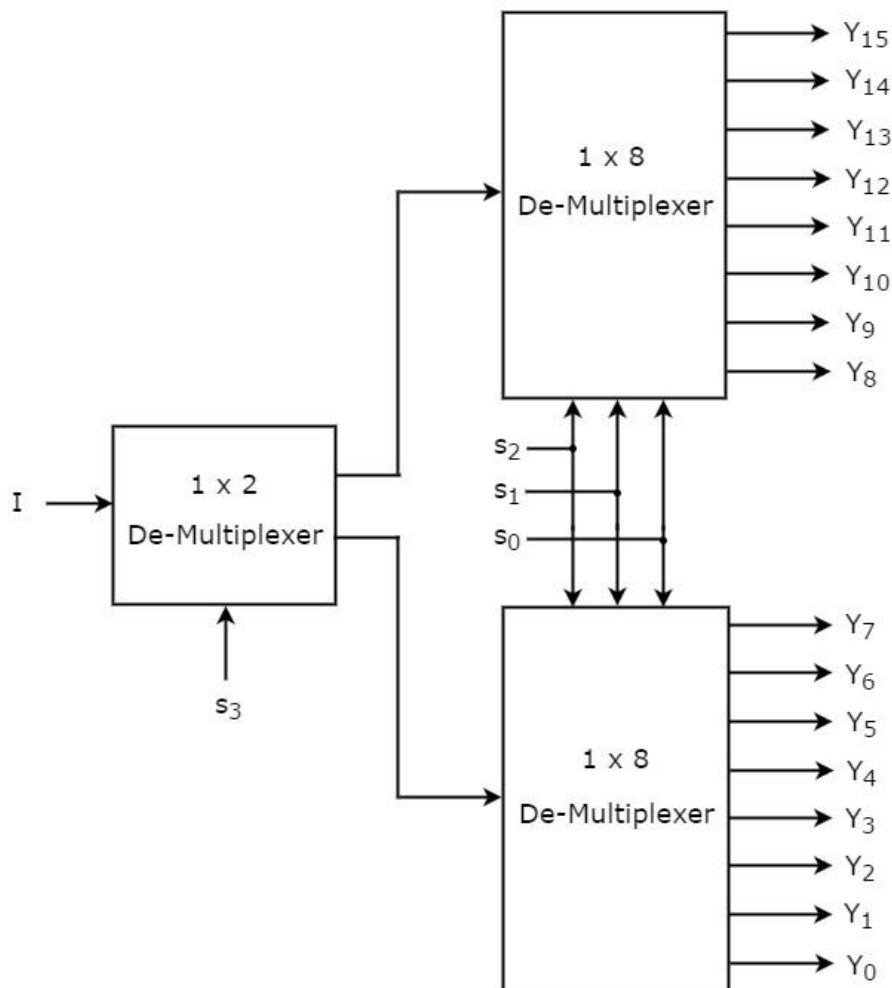 Y₁₅
Y₁₄
Y₁₃
Y₁₂
Y₁₁
Y₁₀
Y₉
Y₈
1 x 8
De-Multiplexer
s₂
s₁
s₀
I
1 x 2
De-Multiplexer
s₃
1 x 8
De-Multiplexer
Y₇
Y₆
Y₅
Y₄
Y₃
Y₂
Y₁
Y₀